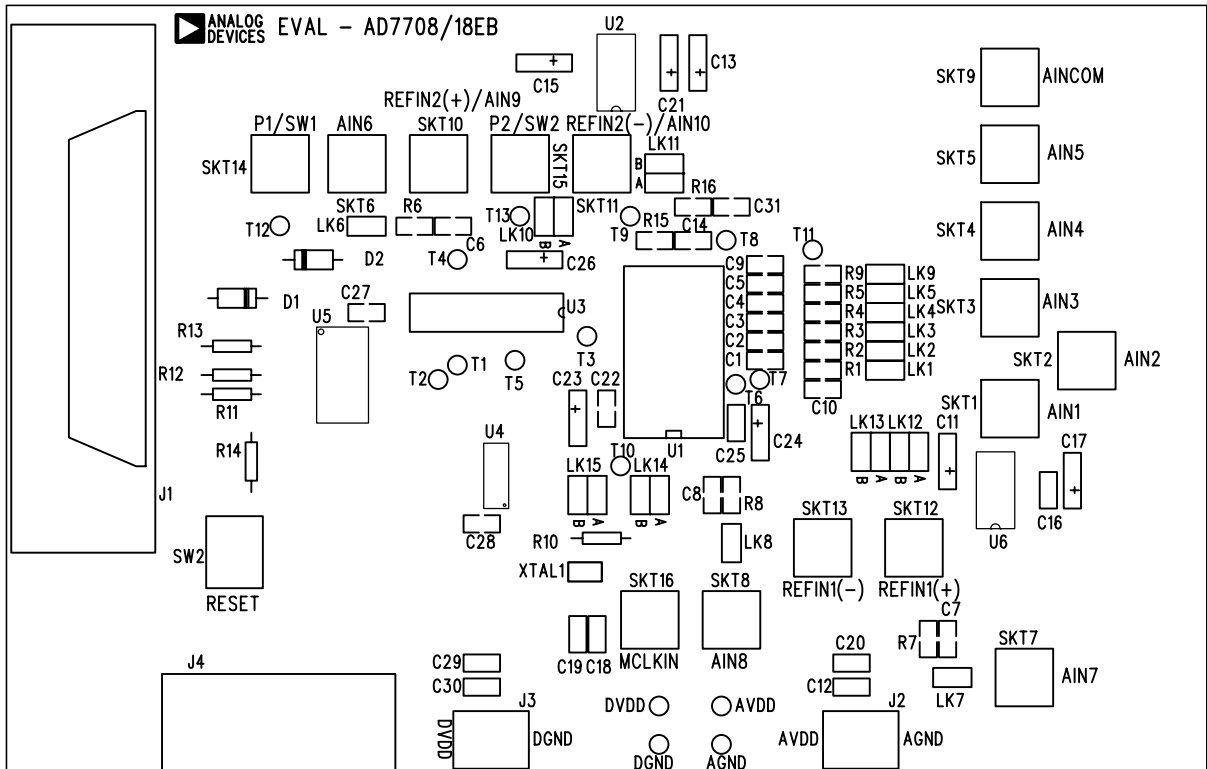 ANALOG
DEVICES
EVAL - AD7708/18EB
U2
C15
C21
C13
SKT9
AINCOM
REFIN2(+)/AIN9
P1/SW1
AIN6
SKT10
P2/SW2
REFIN2(-)/AIN10
SKT14
SKT15
LK11
B
A
SKT5
AIN5
T12
SKT6
LK6
R6
C6
T13
LK10
B
A
SKT11
T9
R16
C31
R15
C14
T8
T11
SKT4
AIN4
D2
T4
C26
C9
C5
C4
C3
C2
C1
R9
R5
R4
R3
R2
R1
LK9
LK5
LK4
LK3
LK2
LK1
SKT3
AIN3
D1
C27
U5
U3
R13
R12
R11
T2
T1
T5
T3
T7
T6
C10
SKT2
AIN2
SKT1
AIN1
C23
C22
U1
C25
C24
LK13
LK12
B
A
B
A
C11
C17
R14
U4
T10
LK15
LK14
B
A
B
A
C8
R8
C16
U6
J1
SW2
RESET
C28
R10
XTAL1
LK8
SKT13
SKT12
REFIN1(-)
REFIN1(+)
SKT16
SKT8
MCLKIN
AIN8
C19
C18
C7
R7
LK7
SKT7
AIN7
J4
C29
C30
C20
C12
J3
DVDD
DGND
DVDD
AVDD
DGND
AGND
J2
AVDD
AGND